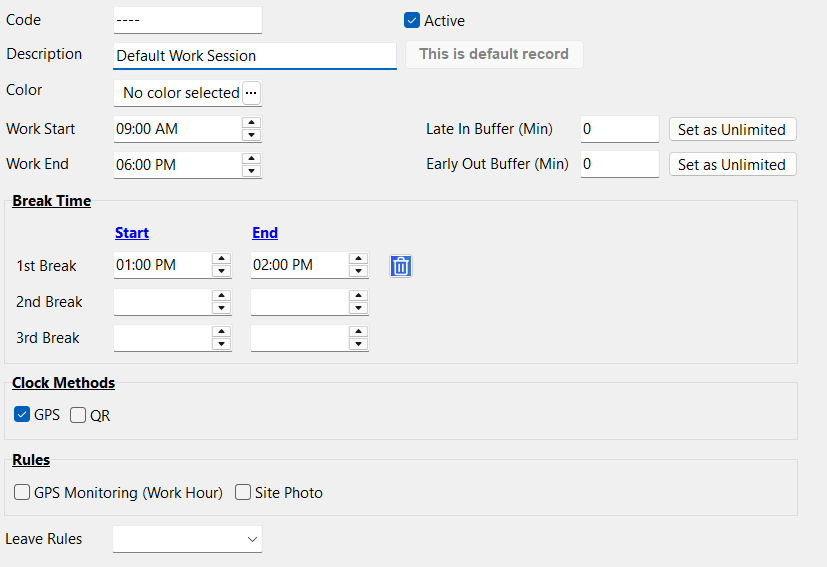 Code ---- Active
Description Default Work Session This is default record
Color No color selected ...
Work Start 09:00 AM Late In Buffer (Min) 0 Set as Unlimited
Work End 06:00 PM Early Out Buffer (Min) 0 Set as Unlimited
Break Time
Start End
1st Break 01:00 PM 02:00 PM
2nd Break
3rd Break
Clock Methods
GPS QR
Rules
GPS Monitoring (Work Hour) Site Photo
Leave Rules